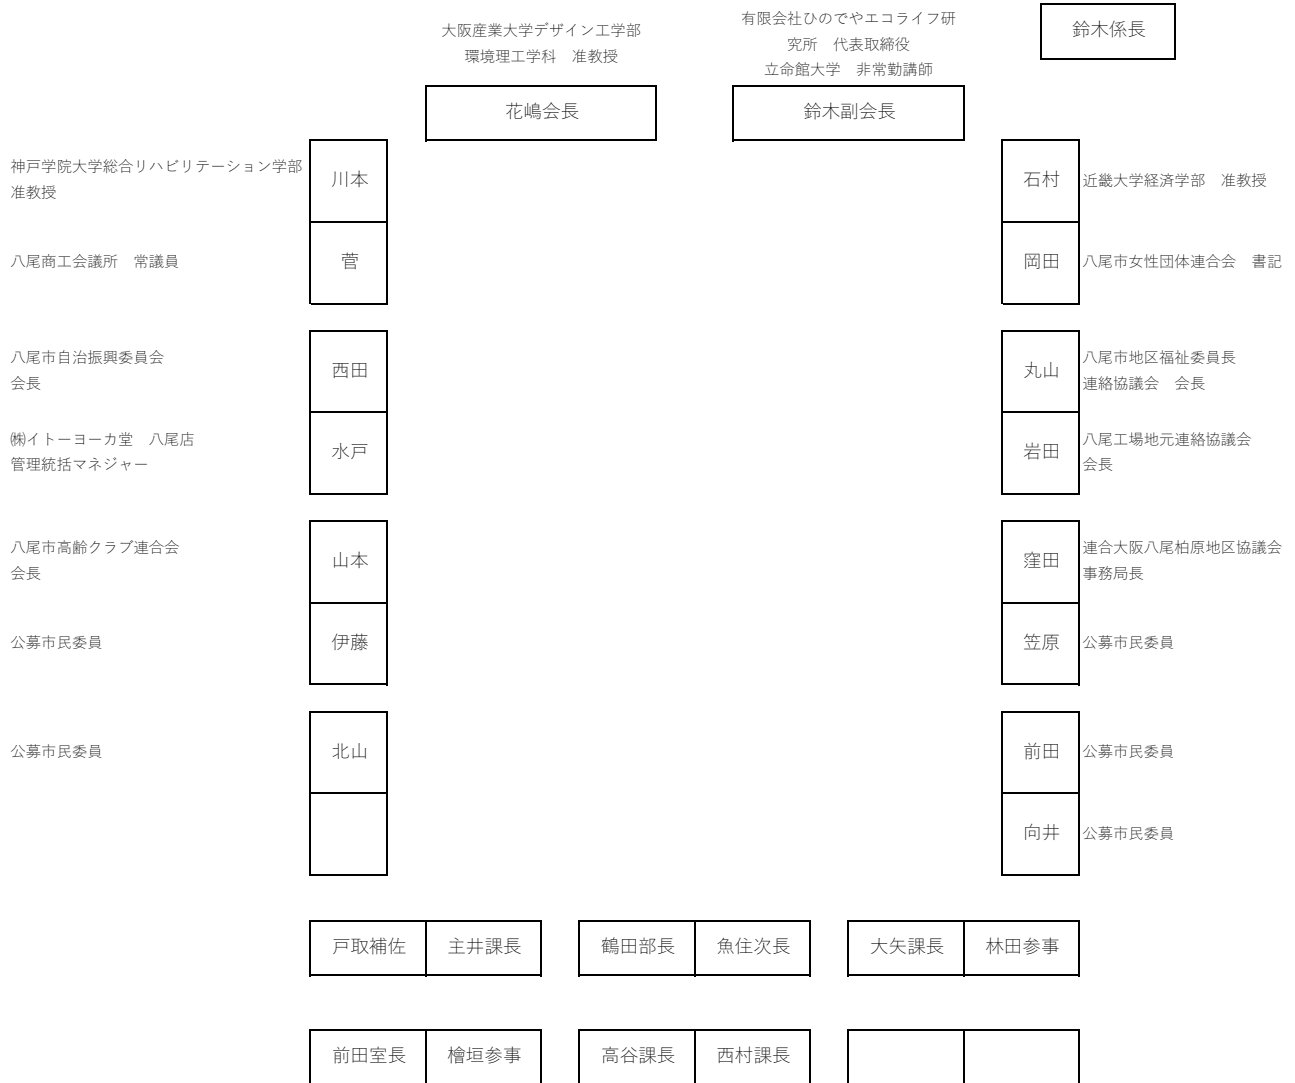 大阪産業大学デザイン工学部
環境理工学科　准教授
有限会社ひのでやエコライフ研
究所　代表取締役
立命館大学　非常勤講師
鈴木係長
花嶋会長
鈴木副会長
神戸学院大学総合リハビリテーション学部
准教授
川本
石村
近畿大学経済学部　准教授
八尾商工会議所　常議員
菅
岡田
八尾市女性団体連合会　書記
八尾市自治振興委員会
会長
西田
丸山
八尾市地区福祉委員長
連絡協議会　会長
㈱イトーヨーカ堂　八尾店
管理統括マネジャー
水戸
岩田
八尾工場地元連絡協議会
会長
八尾市高齢クラブ連合会
会長
山本
窪田
連合大阪八尾柏原地区協議会
事務局長
公募市民委員
伊藤
笠原
公募市民委員
公募市民委員
北山
前田
公募市民委員
向井
公募市民委員
戸取補佐
主井課長
鶴田部長
魚住次長
大矢課長
林田参事
前田室長
檜垣参事
高谷課長
西村課長